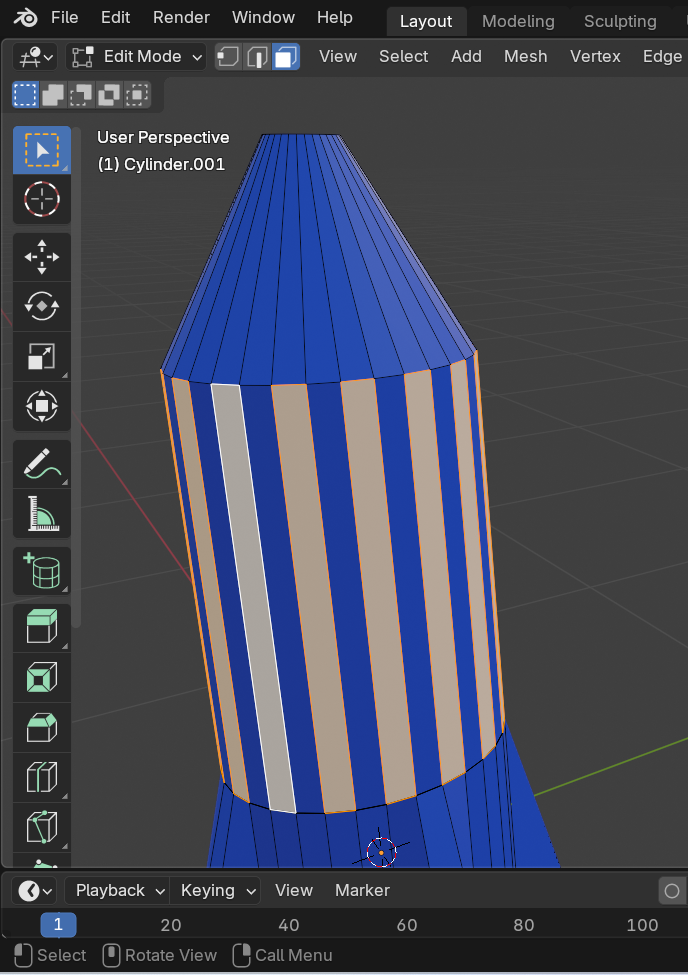 File Edit Render Window Help Layout Modeling Sculpting
Edit Mode View Select Add Mesh Vertex Edge
User Perspective
(1) Cylinder.001
Playback Keying View Marker
1 20 40 60 80 100
Select Rotate View Call Menu